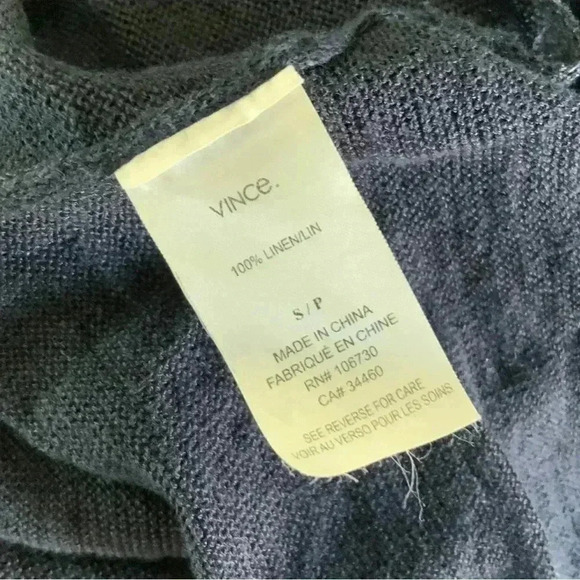 VINCE.
100% LINEN/LIN
S / P
MADE IN CHINA
FABRIQUÉ EN CHINE
RN# 106730
CA# 34460
SEE REVERSE FOR CARE
VOIR AU VERSO POUR LES SOINS